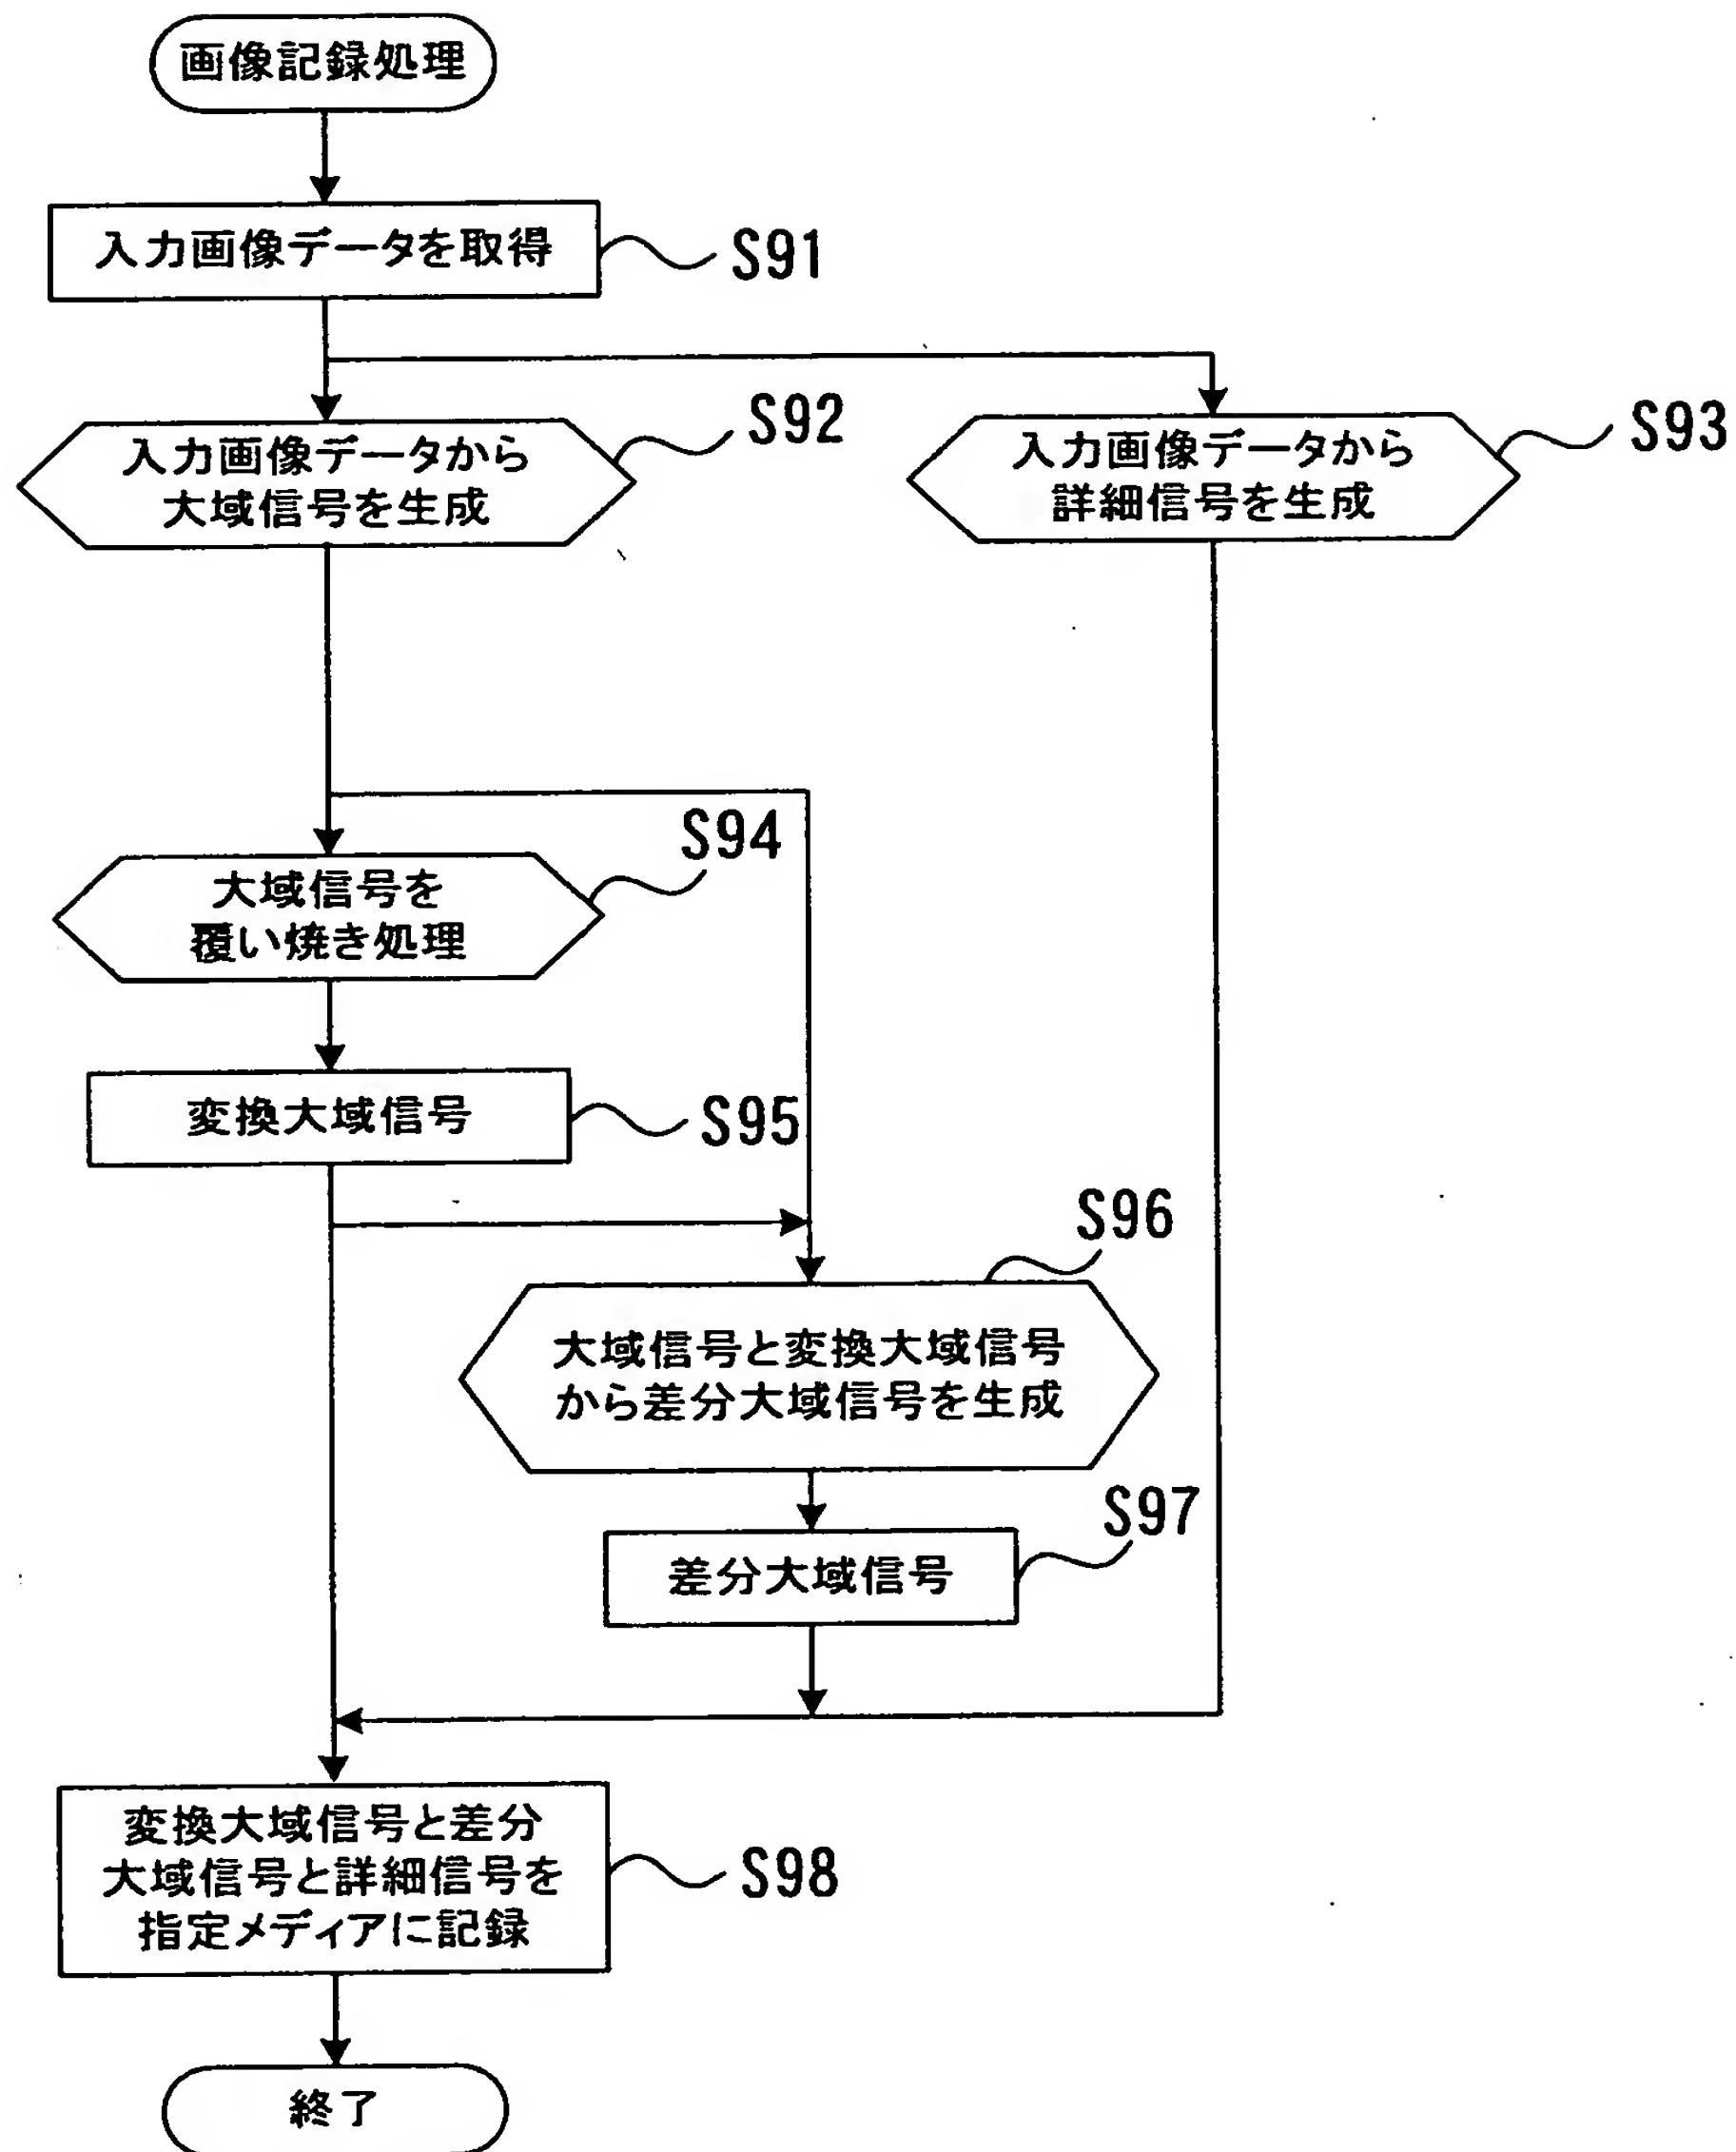 画像記録処理
入力画像データを取得
S91
入力画像データから
大域信号を生成
S92
入力画像データから
詳細信号を生成
S93
大域信号を
覆い焼き処理
S94
変換大域信号
S95
大域信号と変換大域信号
から差分大域信号を生成
S96
差分大域信号
S97
変換大域信号と差分
大域信号と詳細信号を
指定メディアに記録
S98
終了